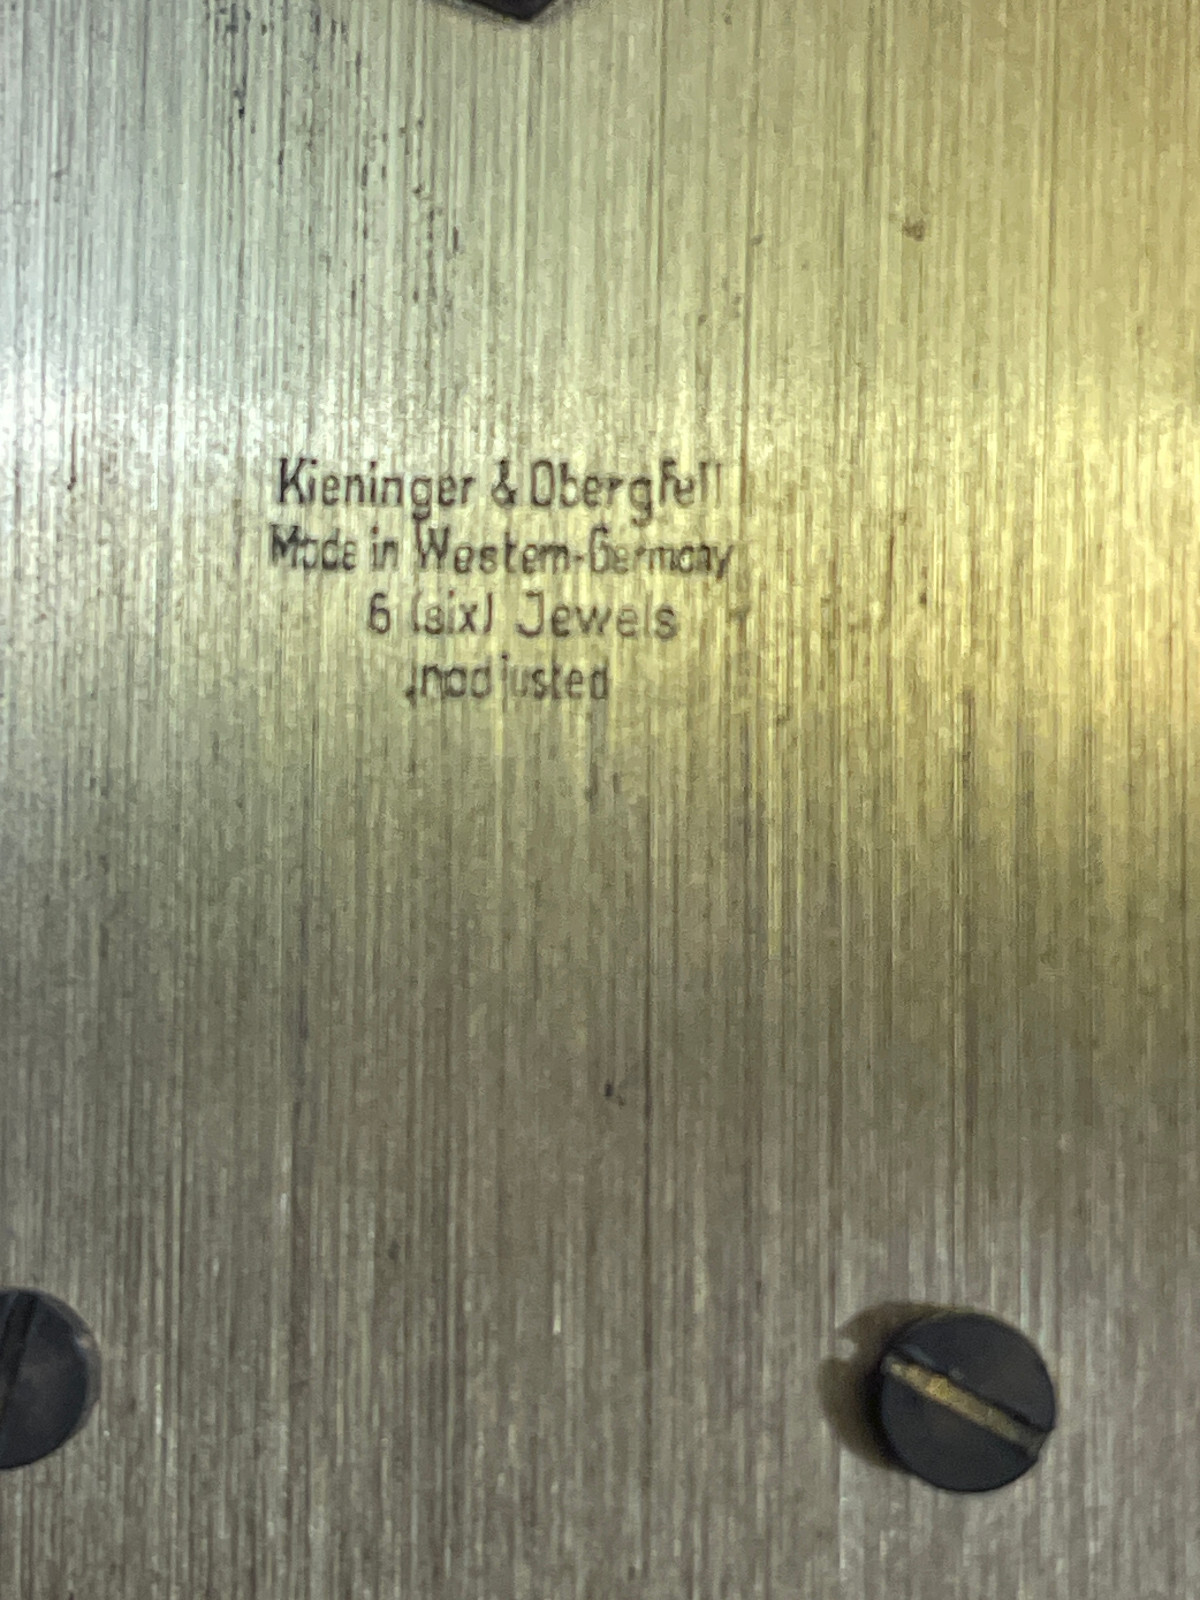 Kieninger & Obergfell
Made in Western-Germany
6 (six) Jewels
unadjusted